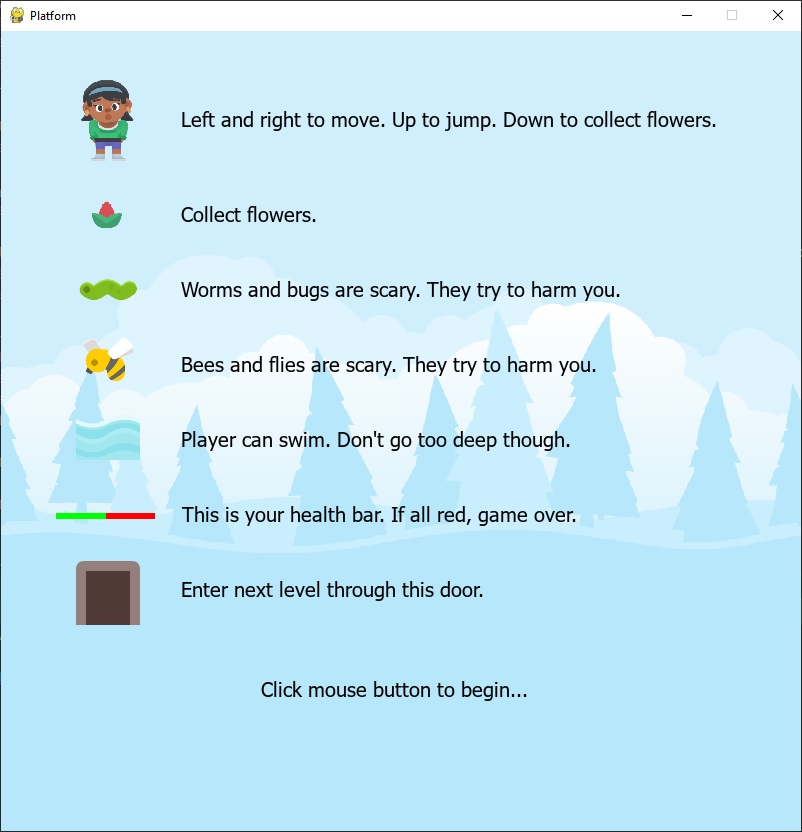 Platform
Left and right to move. Up to jump. Down to collect flowers.
Collect flowers.
Worms and bugs are scary. They try to harm you.
Bees and flies are scary. They try to harm you.
Player can swim. Don't go too deep though.
This is your health bar. If all red, game over.
Enter next level through this door.
Click mouse button to begin...